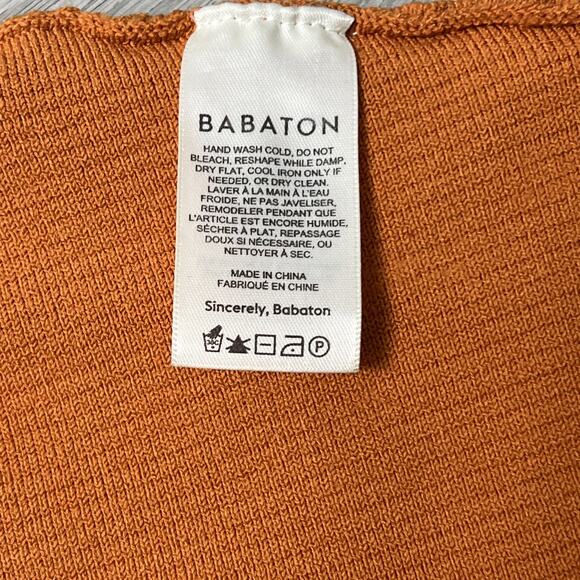 BABATON
HAND WASH COLD, DO NOT
BLEACH, RESHAPE WHILE DAMP,
DRY FLAT, COOL IRON ONLY IF
NEEDED, OR DRY CLEAN.
LAVER À LA MAIN À L'EAU
FROIDE, NE PAS JAVELISER,
REMODELER PENDANT QUE
L'ARTICLE EST ENCORE HUMIDE,
SÉCHER À PLAT, REPASSAGE
DOUX SI NÉCESSAIRE, OU
NETTOYER À SEC.
MADE IN CHINA
FABRIQUÉ EN CHINE
Sincerely, Babaton
P